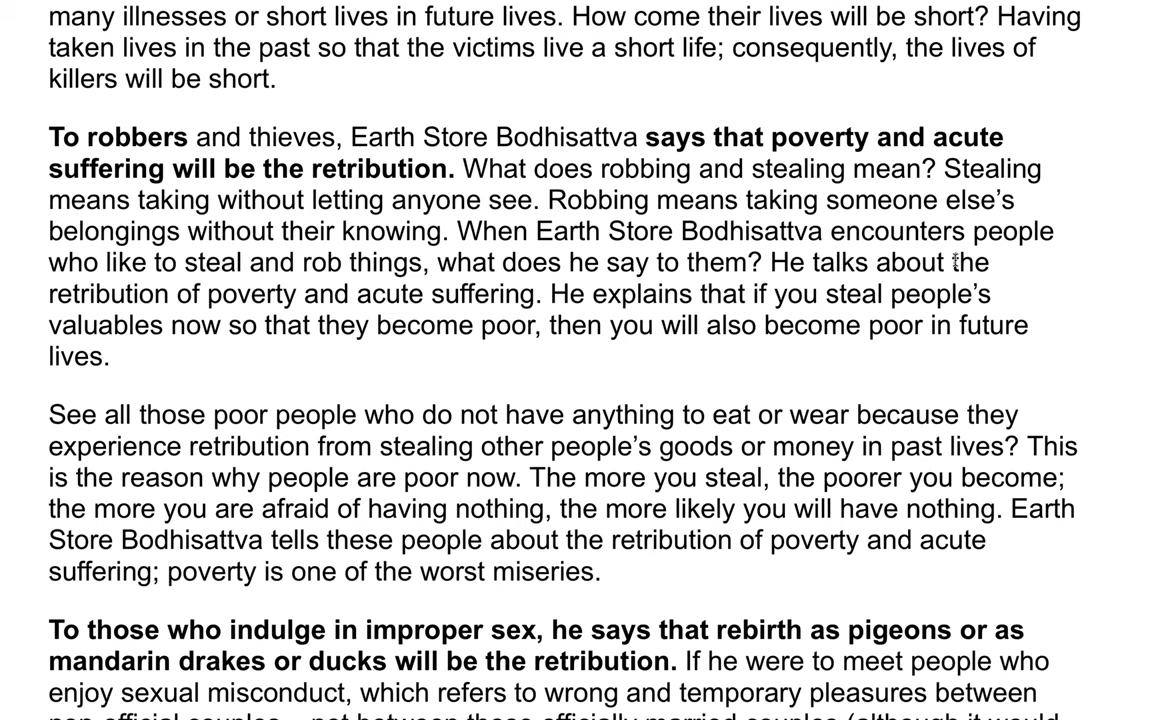 many illnesses or short lives in future lives. How come their lives will be short? Having
taken lives in the past so that the victims live a short life; consequently, the lives of
killers will be short.
To robbers and thieves, Earth Store Bodhisattva says that poverty and acute
suffering will be the retribution. What does robbing and stealing mean? Stealing
means taking without letting anyone see. Robbing means taking someone else’s
belongings without their knowing. When Earth Store Bodhisattva encounters people
who like to steal and rob things, what does he say to them? He talks about the
retribution of poverty and acute suffering. He explains that if you steal people’s
valuables now so that they become poor, then you will also become poor in future
lives.
See all those poor people who do not have anything to eat or wear because they
experience retribution from stealing other people’s goods or money in past lives? This
is the reason why people are poor now. The more you steal, the poorer you become;
the more you are afraid of having nothing, the more likely you will have nothing. Earth
Store Bodhisattva tells these people about the retribution of poverty and acute
suffering; poverty is one of the worst miseries.
To those who indulge in improper sex, he says that rebirth as pigeons or as
mandarin drakes or ducks will be the retribution. If he were to meet people who
enjoy sexual misconduct, which refers to wrong and temporary pleasures between
non-official couples – not between those officially married couples (although it would